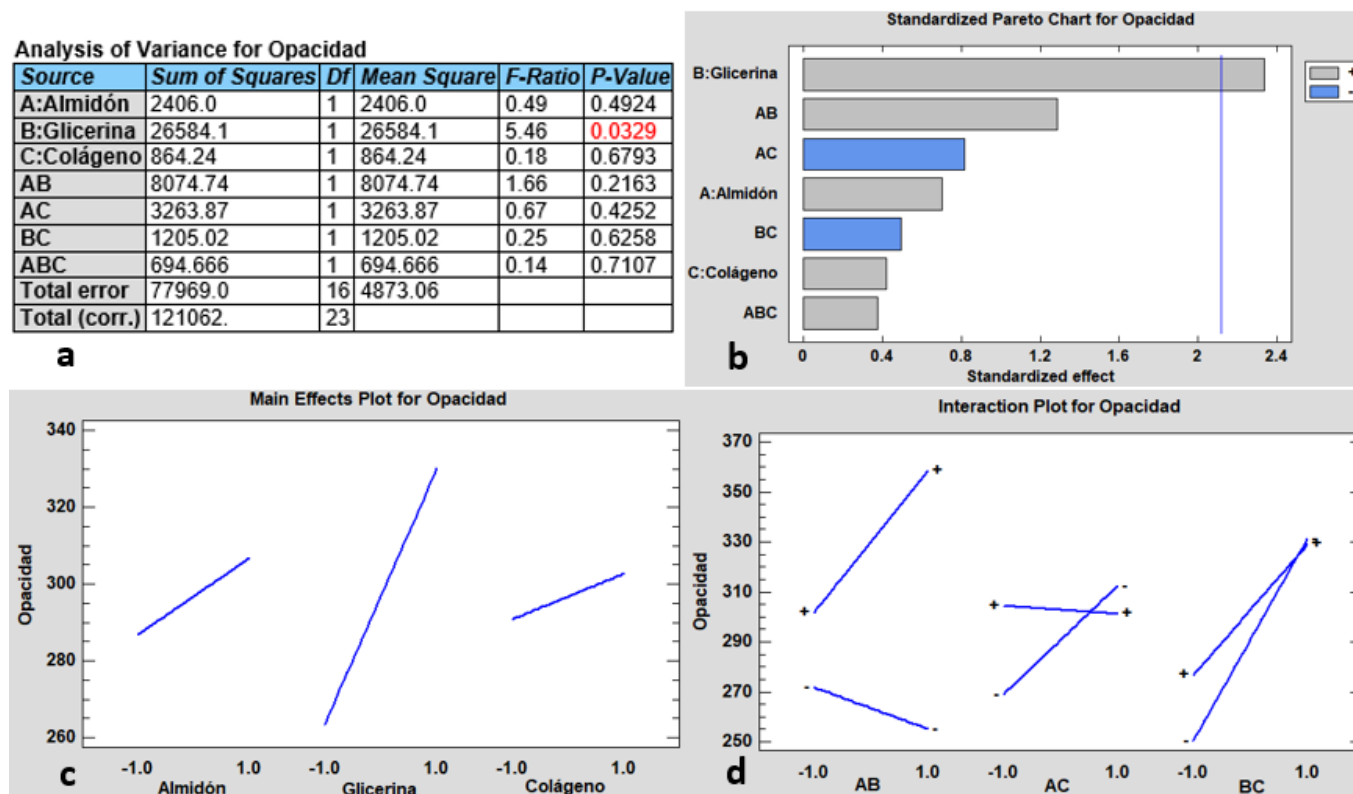 Analysis of Variance for Opacidad
Source Sum of Squares Df Mean Square F-Ratio P-Value
A:Almidón 2406.0 1 2406.0 0.49 0.4924
B:Glicerina 26584.1 1 26584.1 5.46 0.0329
C:Colágeno 864.24 1 864.24 0.18 0.6793
AB 8074.74 1 8074.74 1.66 0.2163
AC 3263.87 1 3263.87 0.67 0.4252
BC 1205.02 1 1205.02 0.25 0.6258
ABC 694.666 1 694.666 0.14 0.7107
Total error 77969.0 16 4873.06
Total (corr.) 121062. 23
a
Standardized Pareto Chart for Opacidad
B:Glicerina
AB
AC
A:Almidón
BC
C:Colágeno
ABC
+
-
0 0.4 0.8 1.2 1.6 2 2.4
Standardized effect
b
Main Effects Plot for Opacidad
Opacidad
340
320
300
280
260
-1.0 1.0 -1.0 1.0 -1.0 1.0
Almidón Glicerina Colágeno
c
Interaction Plot for Opacidad
Opacidad
370
350
330
310
290
270
250
+ +
- -
+ +
- -
+ +
- -
-1.0 1.0 -1.0 1.0 -1.0 1.0
AB AC BC
d